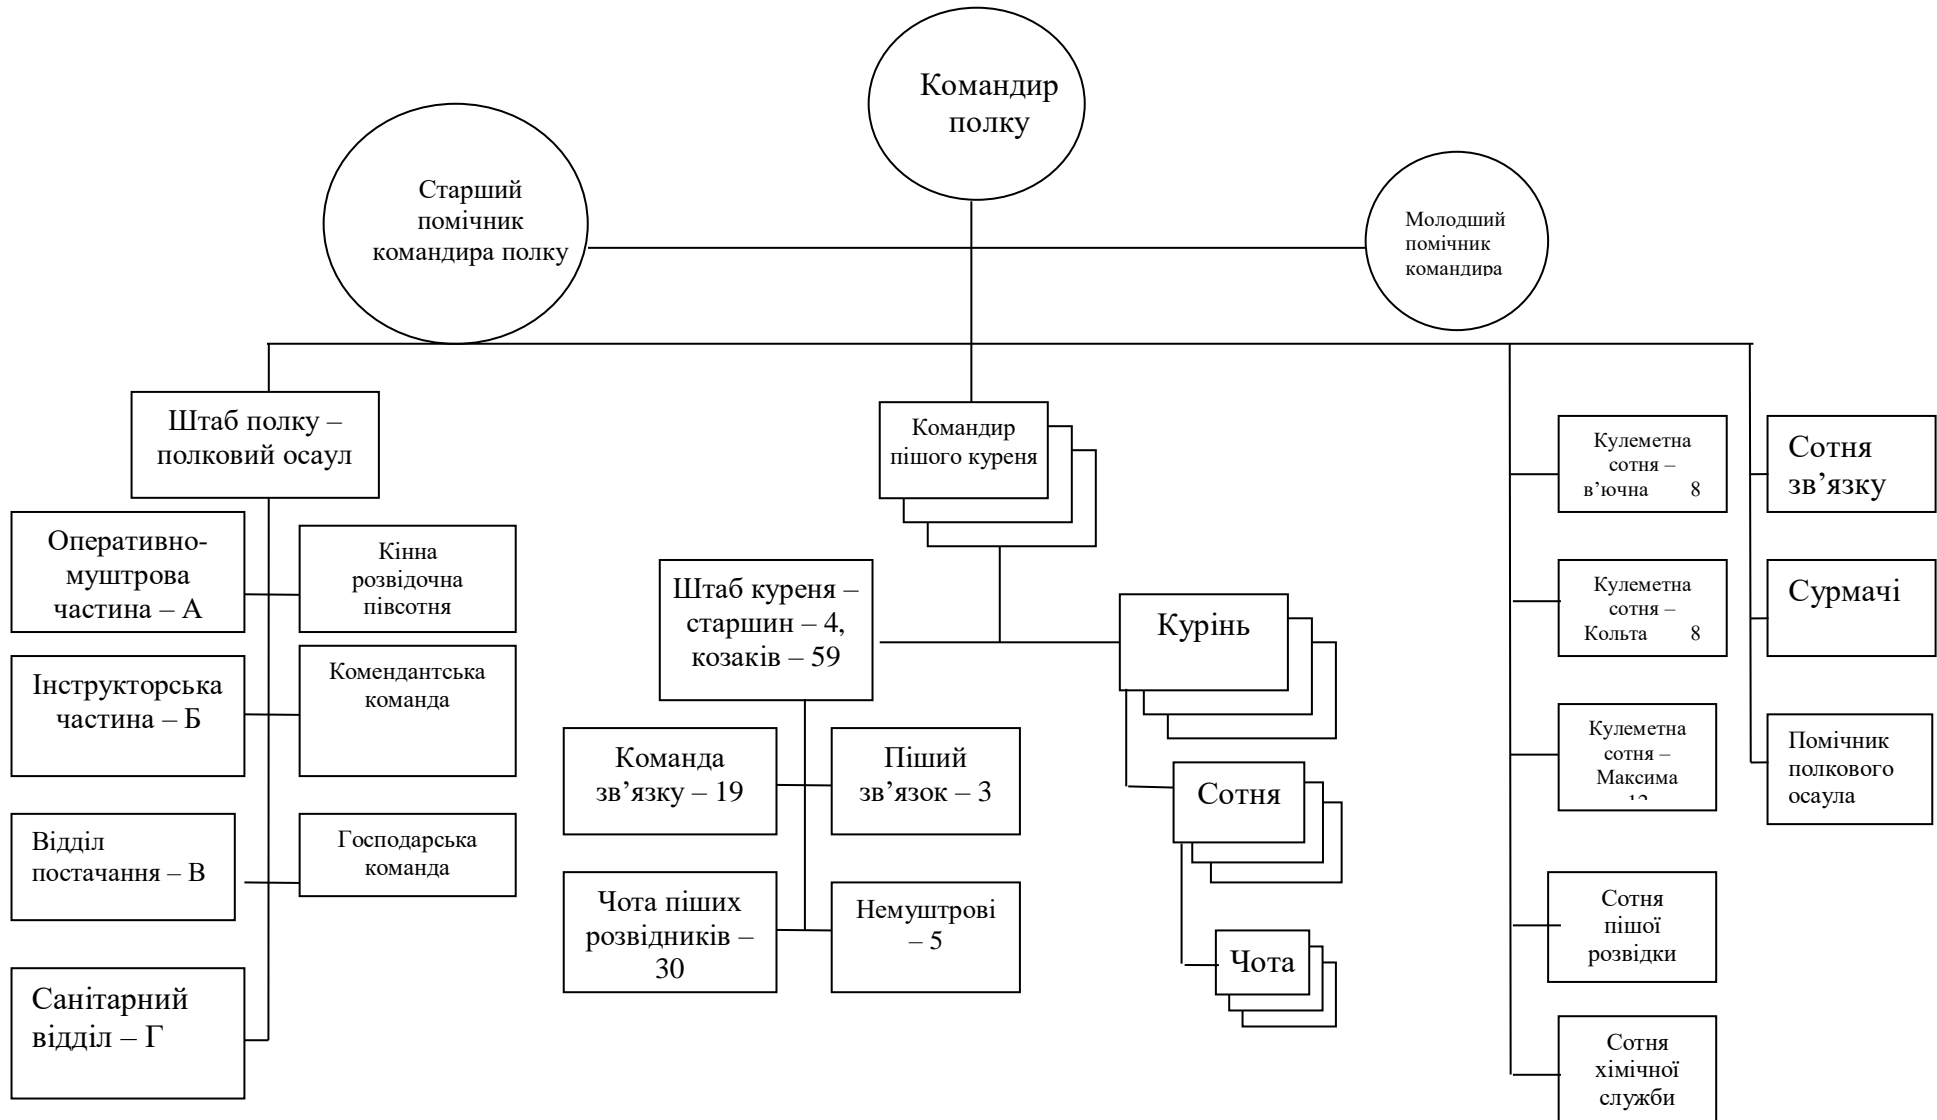 Командир
полку
Старший
помічник
командира полку
Молодший
помічник
командира
Штаб полку –
полковий осаул
Оперативно-
муштрова
частина – А
Кінна
розвідочна
півсотня
Інструкторська
частина – Б
Комендантська
команда
Відділ
постачання – В
Господарська
команда
Санітарний
відділ – Г
Командир
пішого куреня
Штаб куреня –
старшин – 4,
козаків – 59
Команда
зв’язку – 19
Піший
зв’язок – 3
Чота піших
розвідників –
30
Немуштрові
– 5
Курінь
Сотня
Чота
Кулеметна
сотня –
в’ючна 8
Кулеметна
сотня –
Кольта 8
Кулеметна
сотня –
Максима
Сотня
пішої
розвідки
Сотня
хімічної
служби
Сотня
зв’язку
Сурмачі
Помічник
полкового
осаула